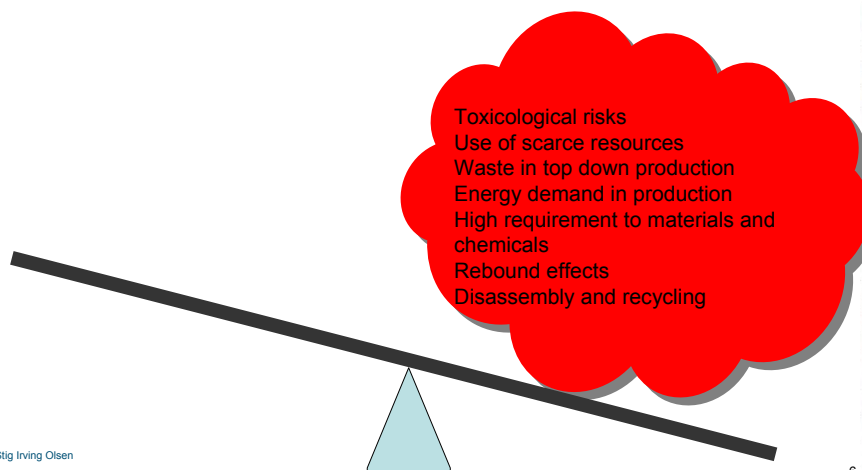 Toxicological risks
Use of scarce resources
Waste in top down production
Energy demand in production
High requirement to materials and
chemicals
Rebound effects
Disassembly and recycling
Stig Irving Olsen